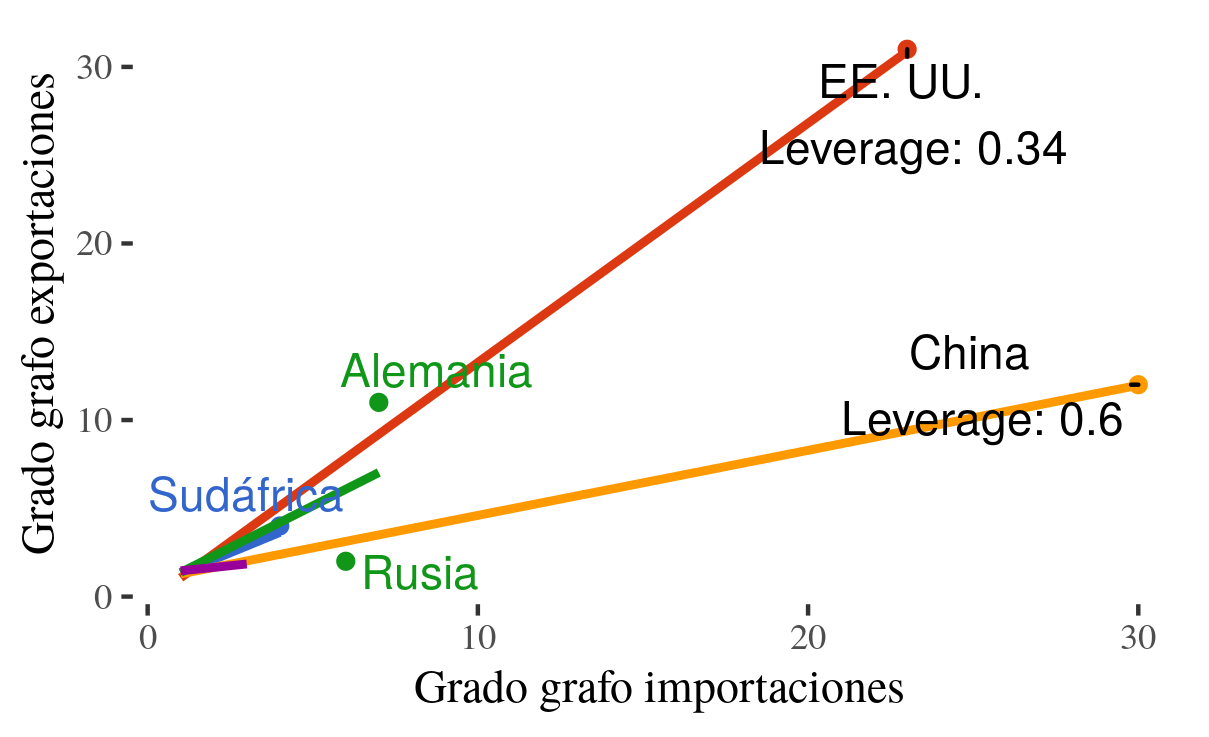 Grado grafo exportaciones
30
20
10
0
EE. UU.
Leverage: 0.34
China
Leverage: 0.6
Alemania
Sudáfrica
Rusia
0
10
20
30
Grado grafo importaciones